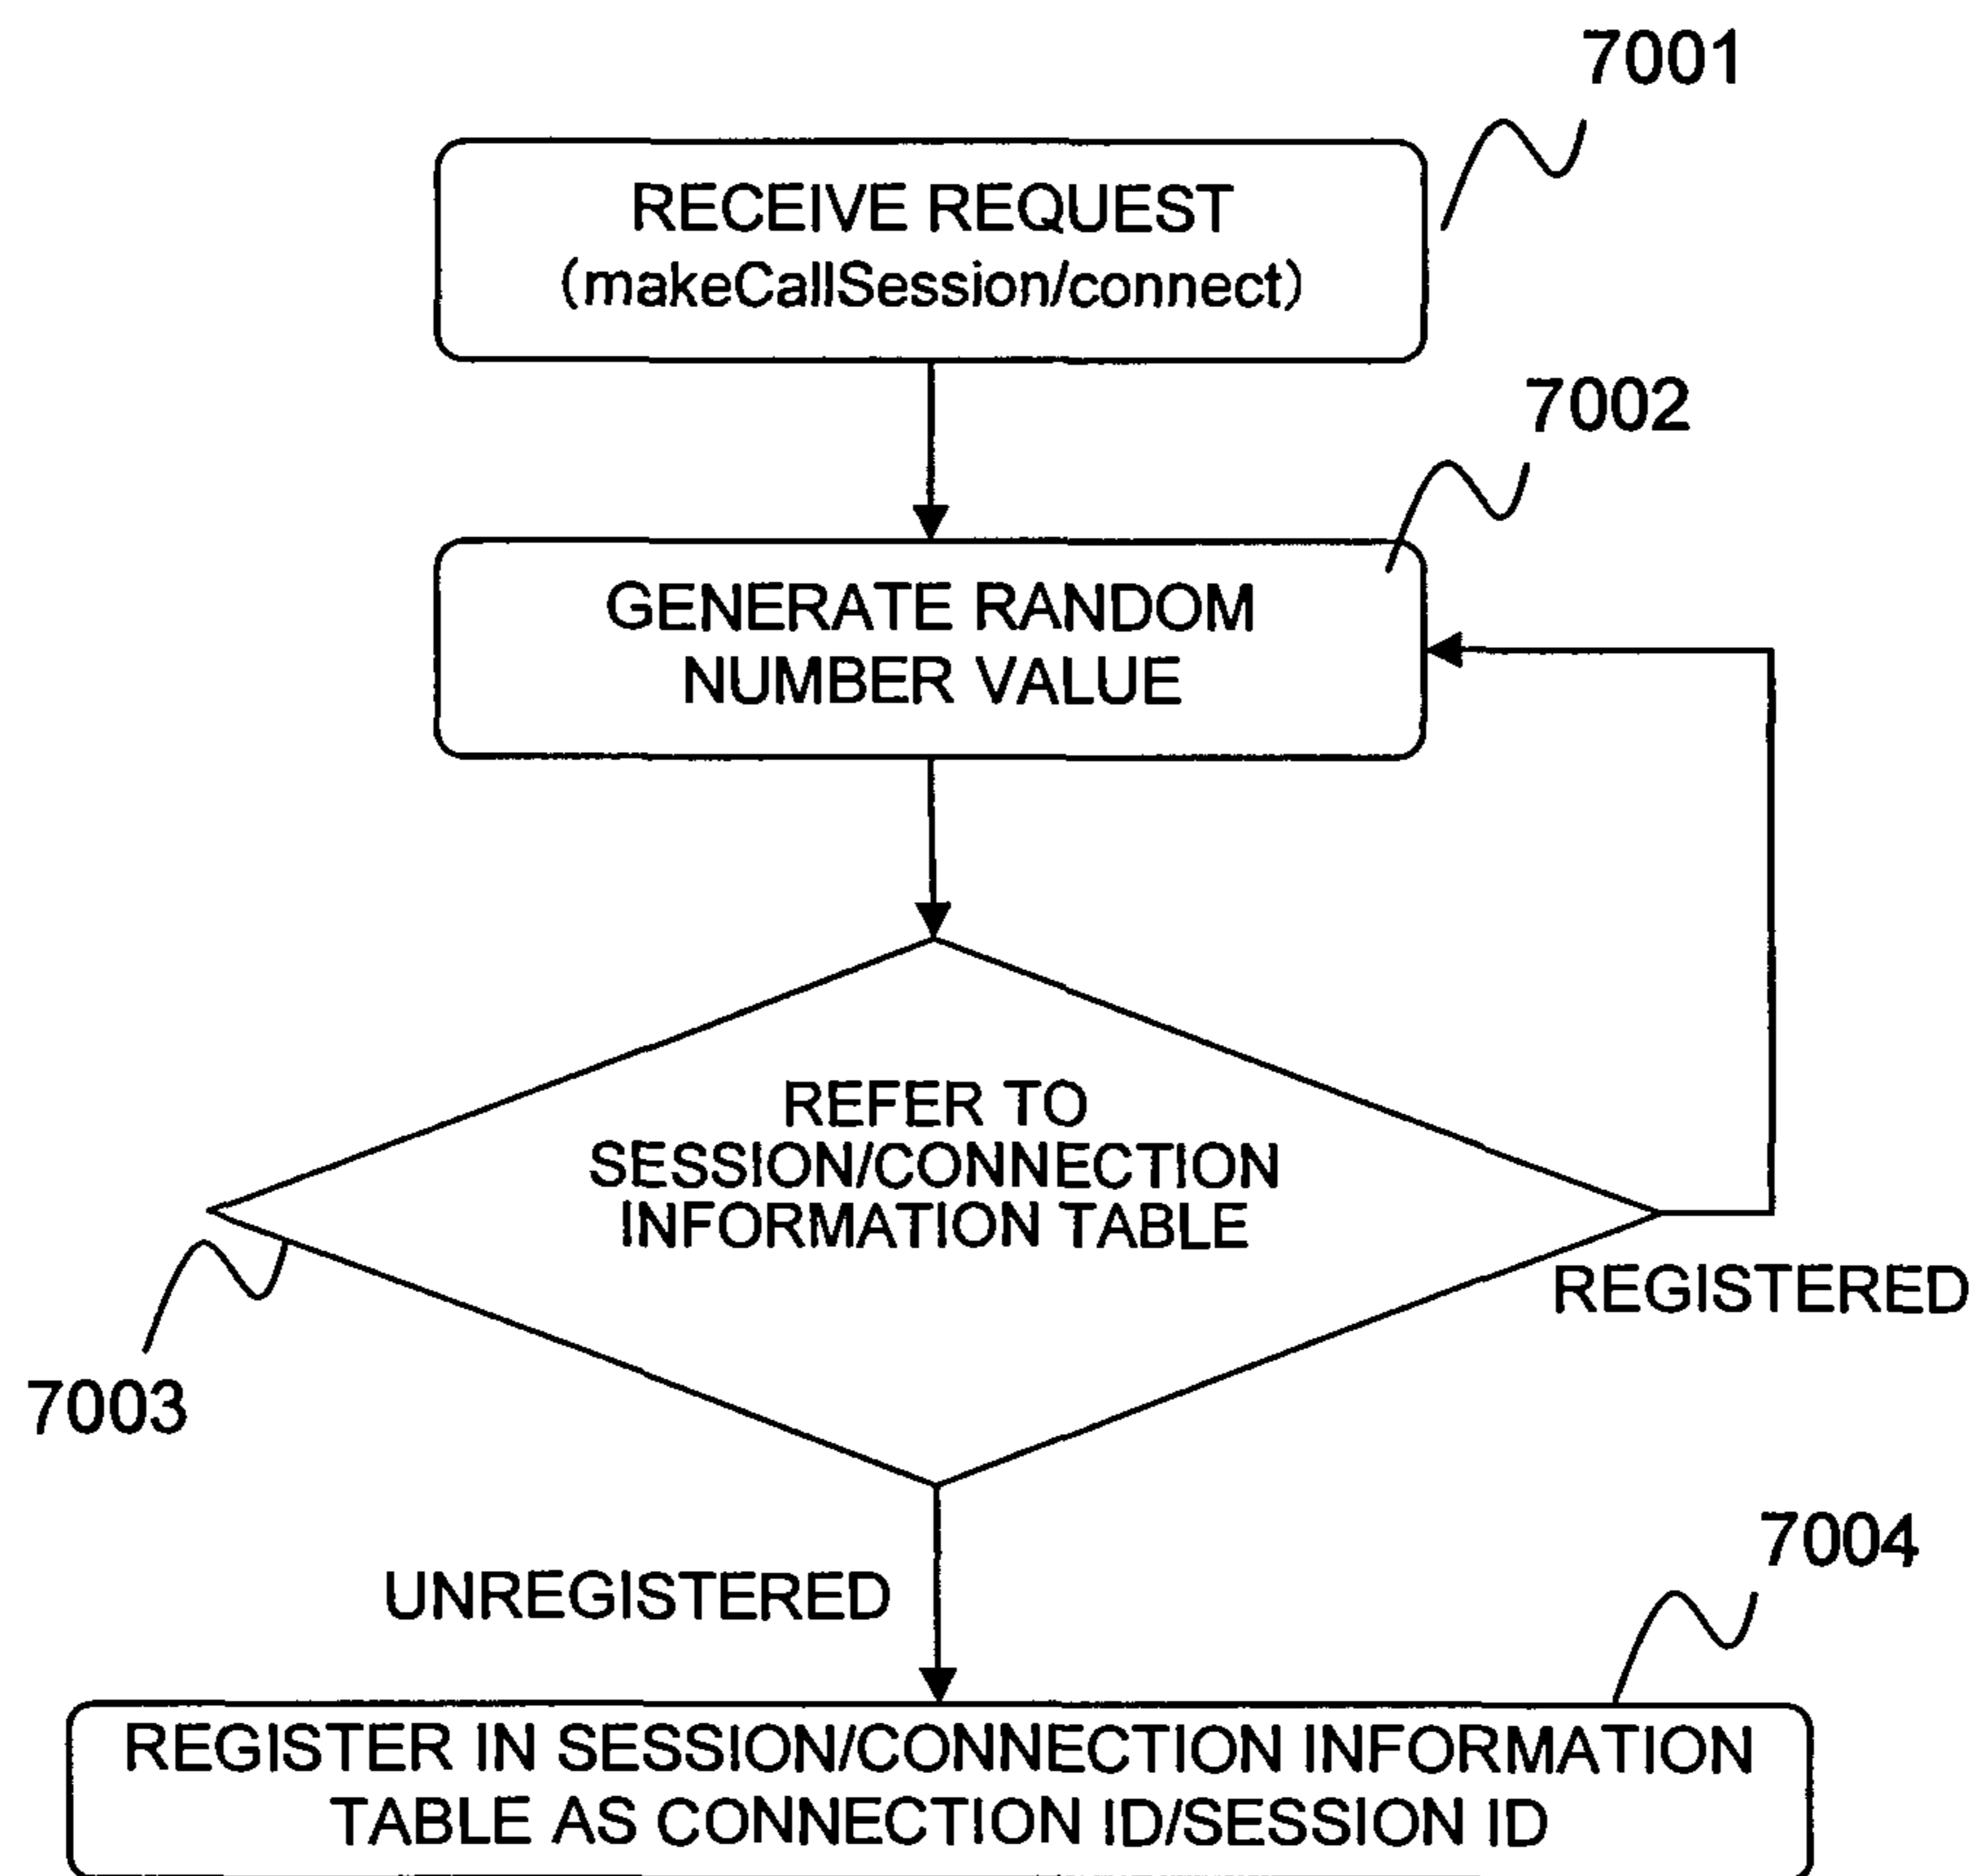 7001
RECEIVE REQUEST
(makeCallSession/connect)
7002
GENERATE RANDOM
NUMBER VALUE
REFER TO
SESSION/CONNECTION
INFORMATION TABLE
REGISTERED
7003
7004
UNREGISTERED
REGISTER IN SESSION/CONNECTION INFORMATION
TABLE AS CONNECTION ID/SESSION ID